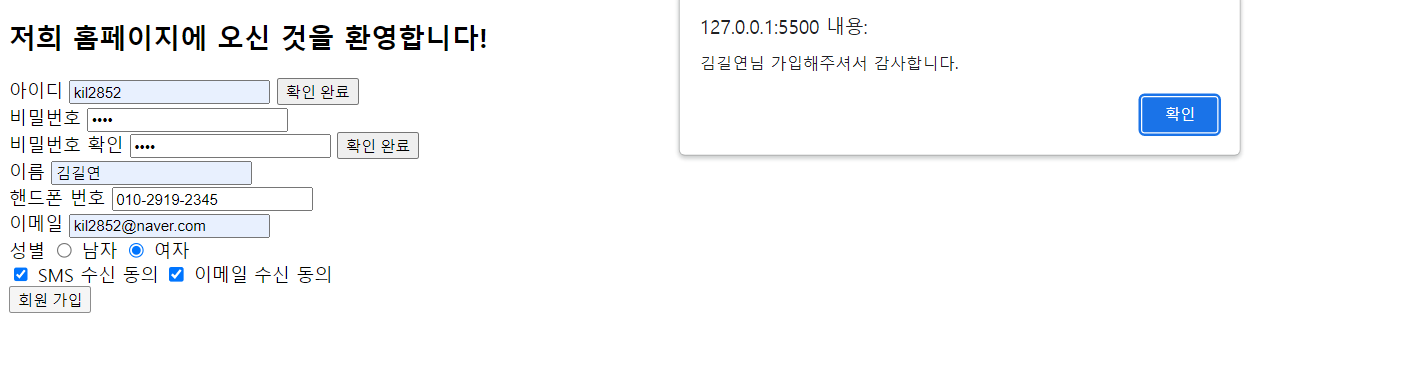 저희 홈페이지에 오신 것을 환영합니다!
아이디 kil2852 확인 완료
비밀번호 ••••
비밀번호 확인 •••• 확인 완료
이름 김길연
핸드폰 번호 010-2919-2345
이메일 kil2852@naver.com
성별 남자 여자
SMS 수신 동의 이메일 수신 동의
회원 가입
127.0.0.1:5500 내용:
김길연님 가입해주셔서 감사합니다.
확인